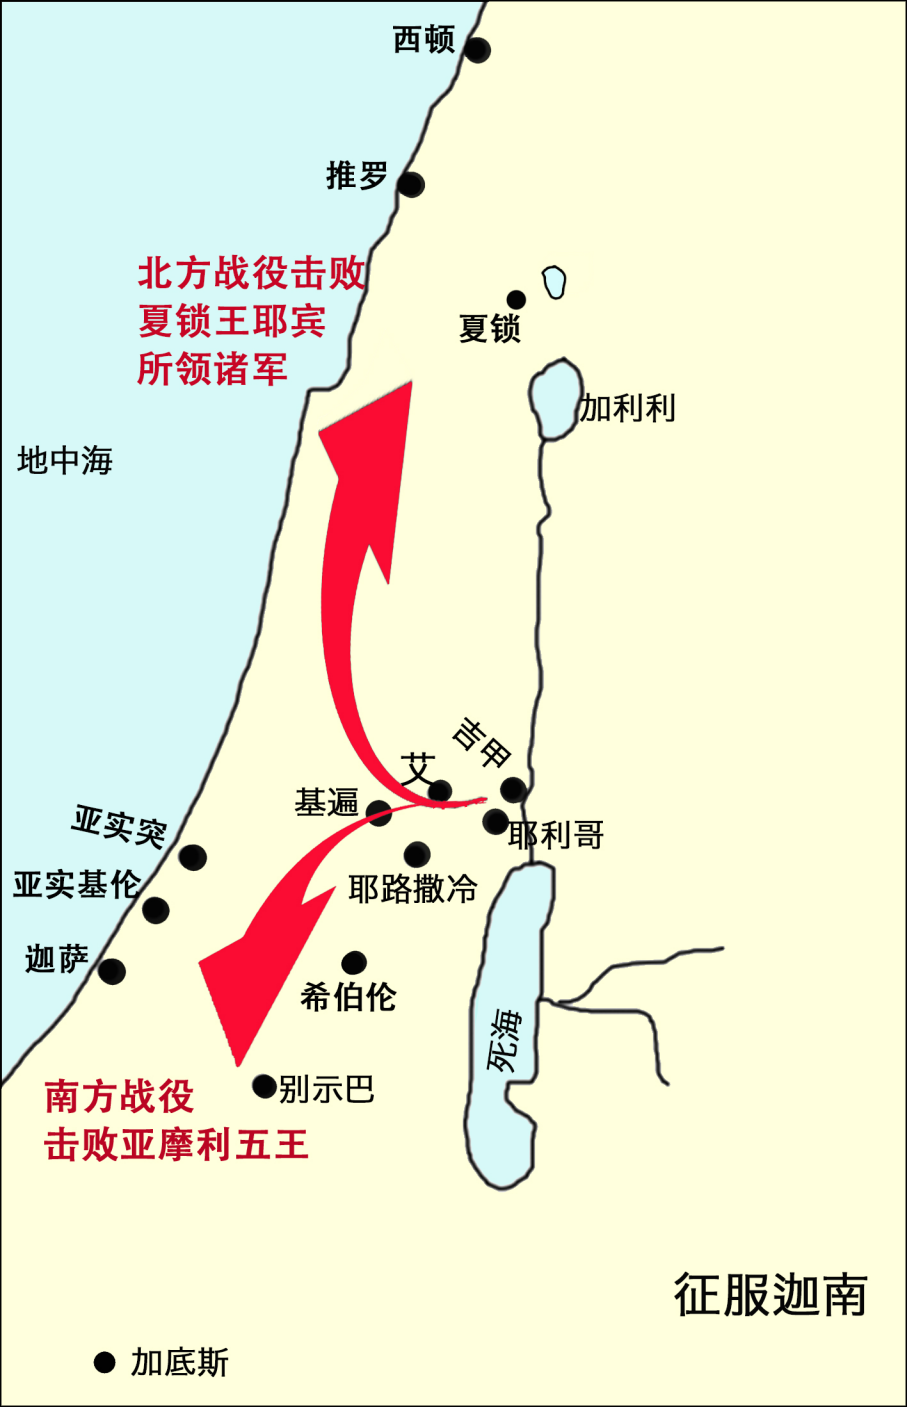 西顿
推罗
北方战役击败
夏锁王耶宾
所领诸军
夏锁
加利利
地中海
吉甲
艾
基遍
耶利哥
亚实突
亚实基伦
耶路撒冷
迦萨
希伯伦
死海
别示巴
南方战役
击败亚摩利五王
征服迦南
加底斯